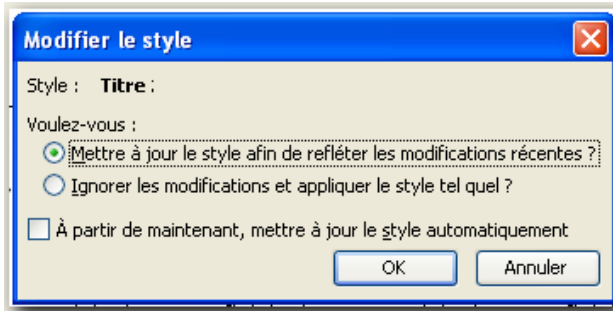 Modifier le style
Style : Titre :
Voulez-vous :
Mettre à jour le style afin de refléter les modifications récentes ?
Ignorer les modifications et appliquer le style tel quel ?
À partir de maintenant, mettre à jour le style automatiquement
OK Annuler